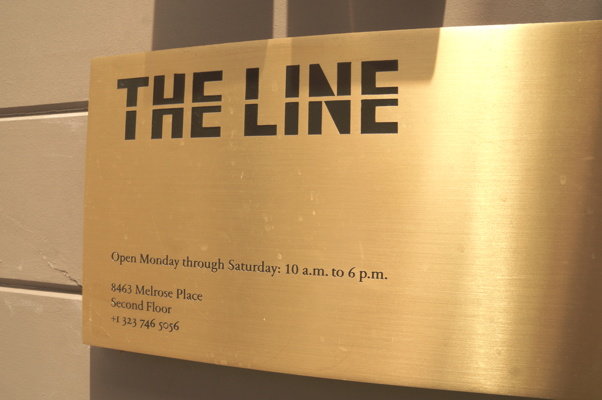 THE LINE
Open Monday through Saturday: 10 a.m. to 6 p.m.
8463 Melrose Place
Second Floor
+1 323 746 5056